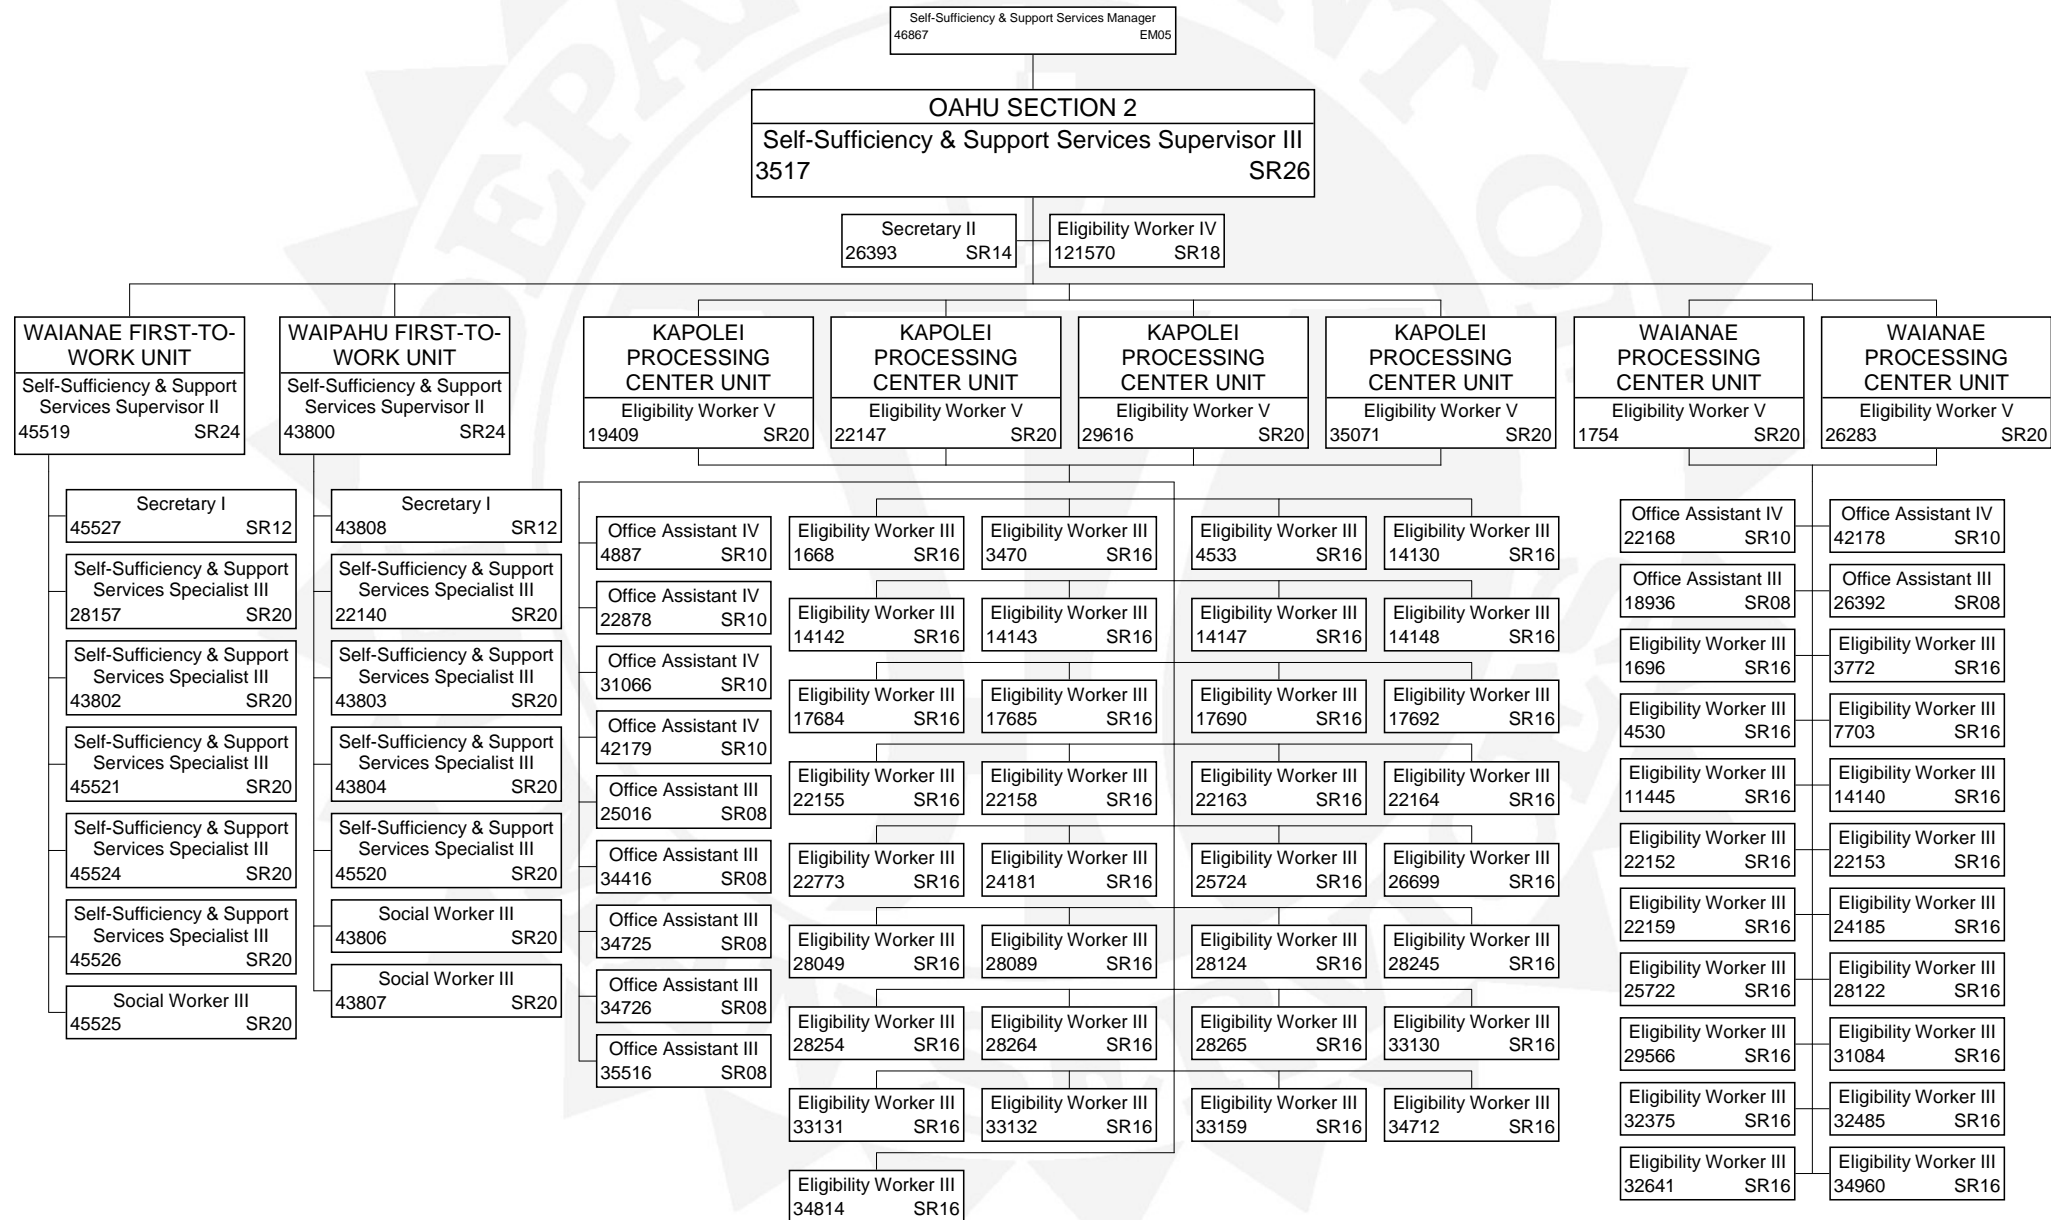 Self-Sufficiency & Support Services Manager
46867 EM05
OAHU SECTION 2
Self-Sufficiency & Support Services Supervisor III
3517 SR26
Secretary II
26393 SR14
Eligibility Worker IV
121570 SR18
WAIANAE FIRST-TO-
WORK UNIT
Self-Sufficiency & Support
Services Supervisor II
45519 SR24
Secretary I
45527 SR12
Self-Sufficiency & Support
Services Specialist III
28157 SR20
Self-Sufficiency & Support
Services Specialist III
43802 SR20
Self-Sufficiency & Support
Services Specialist III
45521 SR20
Self-Sufficiency & Support
Services Specialist III
45524 SR20
Self-Sufficiency & Support
Services Specialist III
45526 SR20
Social Worker III
45525 SR20
WAIPAHU FIRST-TO-
WORK UNIT
Self-Sufficiency & Support
Services Supervisor II
43800 SR24
Secretary I
43808 SR12
Self-Sufficiency & Support
Services Specialist III
22140 SR20
Self-Sufficiency & Support
Services Specialist III
43803 SR20
Self-Sufficiency & Support
Services Specialist III
43804 SR20
Self-Sufficiency & Support
Services Specialist III
45520 SR20
Social Worker III
43806 SR20
Social Worker III
43807 SR20
KAPOLEI
PROCESSING
CENTER UNIT
Eligibility Worker V
19409 SR20
KAPOLEI
PROCESSING
CENTER UNIT
Eligibility Worker V
22147 SR20
KAPOLEI
PROCESSING
CENTER UNIT
Eligibility Worker V
29616 SR20
KAPOLEI
PROCESSING
CENTER UNIT
Eligibility Worker V
35071 SR20
Office Assistant IV
4887 SR10
Office Assistant IV
22878 SR10
Office Assistant IV
31066 SR10
Office Assistant IV
42179 SR10
Office Assistant III
25016 SR08
Office Assistant III
34416 SR08
Office Assistant III
34725 SR08
Office Assistant III
34726 SR08
Office Assistant III
35516 SR08
Eligibility Worker III
1668 SR16
Eligibility Worker III
3470 SR16
Eligibility Worker III
4533 SR16
Eligibility Worker III
14130 SR16
Eligibility Worker III
14142 SR16
Eligibility Worker III
14143 SR16
Eligibility Worker III
14147 SR16
Eligibility Worker III
14148 SR16
Eligibility Worker III
17684 SR16
Eligibility Worker III
17685 SR16
Eligibility Worker III
17690 SR16
Eligibility Worker III
17692 SR16
Eligibility Worker III
22155 SR16
Eligibility Worker III
22158 SR16
Eligibility Worker III
22163 SR16
Eligibility Worker III
22164 SR16
Eligibility Worker III
22773 SR16
Eligibility Worker III
24181 SR16
Eligibility Worker III
25724 SR16
Eligibility Worker III
26699 SR16
Eligibility Worker III
28049 SR16
Eligibility Worker III
28089 SR16
Eligibility Worker III
28124 SR16
Eligibility Worker III
28245 SR16
Eligibility Worker III
28254 SR16
Eligibility Worker III
28264 SR16
Eligibility Worker III
28265 SR16
Eligibility Worker III
33130 SR16
Eligibility Worker III
33131 SR16
Eligibility Worker III
33132 SR16
Eligibility Worker III
33159 SR16
Eligibility Worker III
34712 SR16
Eligibility Worker III
34814 SR16
WAIANAE
PROCESSING
CENTER UNIT
Eligibility Worker V
1754 SR20
WAIANAE
PROCESSING
CENTER UNIT
Eligibility Worker V
26283 SR20
Office Assistant IV
22168 SR10
Office Assistant IV
42178 SR10
Office Assistant III
18936 SR08
Office Assistant III
26392 SR08
Eligibility Worker III
1696 SR16
Eligibility Worker III
3772 SR16
Eligibility Worker III
4530 SR16
Eligibility Worker III
7703 SR16
Eligibility Worker III
11445 SR16
Eligibility Worker III
14140 SR16
Eligibility Worker III
22152 SR16
Eligibility Worker III
22153 SR16
Eligibility Worker III
22159 SR16
Eligibility Worker III
24185 SR16
Eligibility Worker III
25722 SR16
Eligibility Worker III
28122 SR16
Eligibility Worker III
29566 SR16
Eligibility Worker III
31084 SR16
Eligibility Worker III
32375 SR16
Eligibility Worker III
32485 SR16
Eligibility Worker III
32641 SR16
Eligibility Worker III
34960 SR16